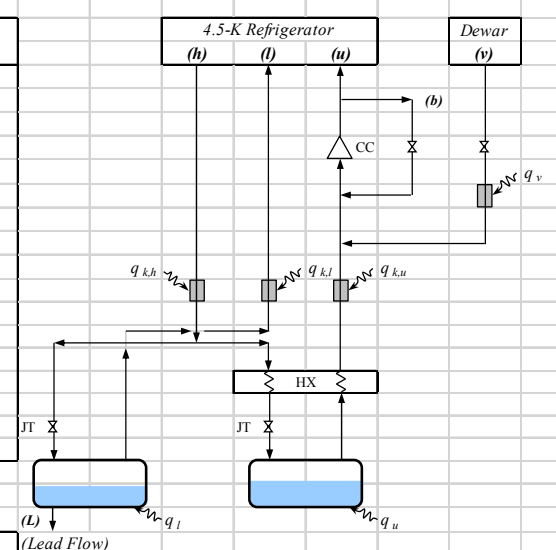 4.5-K Refrigerator
Dewar
(h) (l) (u) (v)
(b)
CC
q v
q k,h q k,l q k,u
HX
JT JT
(L) q l q u
(Lead Flow)